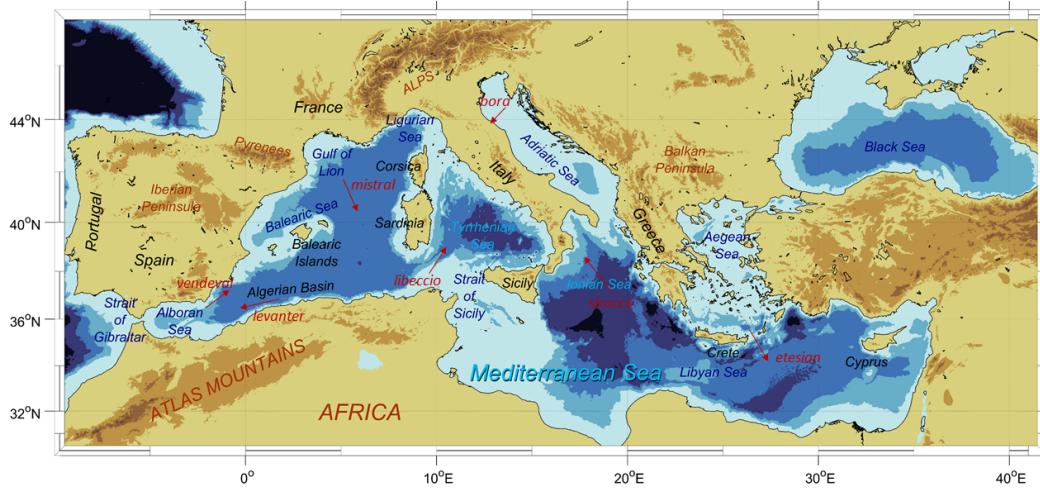 ALPS
bora
France
44°N
Ligurian
Sea
Pyrenees
Gulf of
Lion
Corsica
Adriatic Sea
Black Sea
Balkan
Peninsula
Italy
mistral
Iberian
Peninsula
Portugal
40°N
Balearic Sea
Sardinia
Tyrrhenian
Sea
Greece
Aegean
Sea
Balearic
Islands
Spain
vendeval
Algerian Basin
libeccio
Strait
of
Sicily
Sicily
Ionian Sea
sirocco
Strait
of
Gibraltar
Alboran
Sea
levanter
36°N
Crete
etesian
Cyprus
Libyan Sea
Mediterranean Sea
ATLAS MOUNTAINS
AFRICA
32°N
0°
10°E
20°E
30°E
40°E